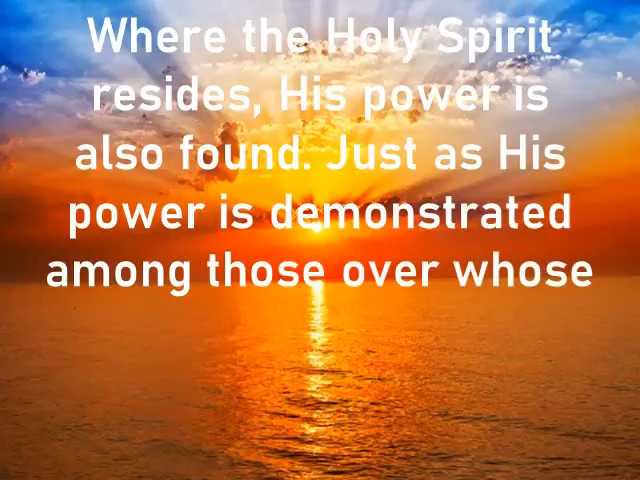 Where the Holy Spirit
resides, His power is
also found. Just as His
power is demonstrated
among those over whose